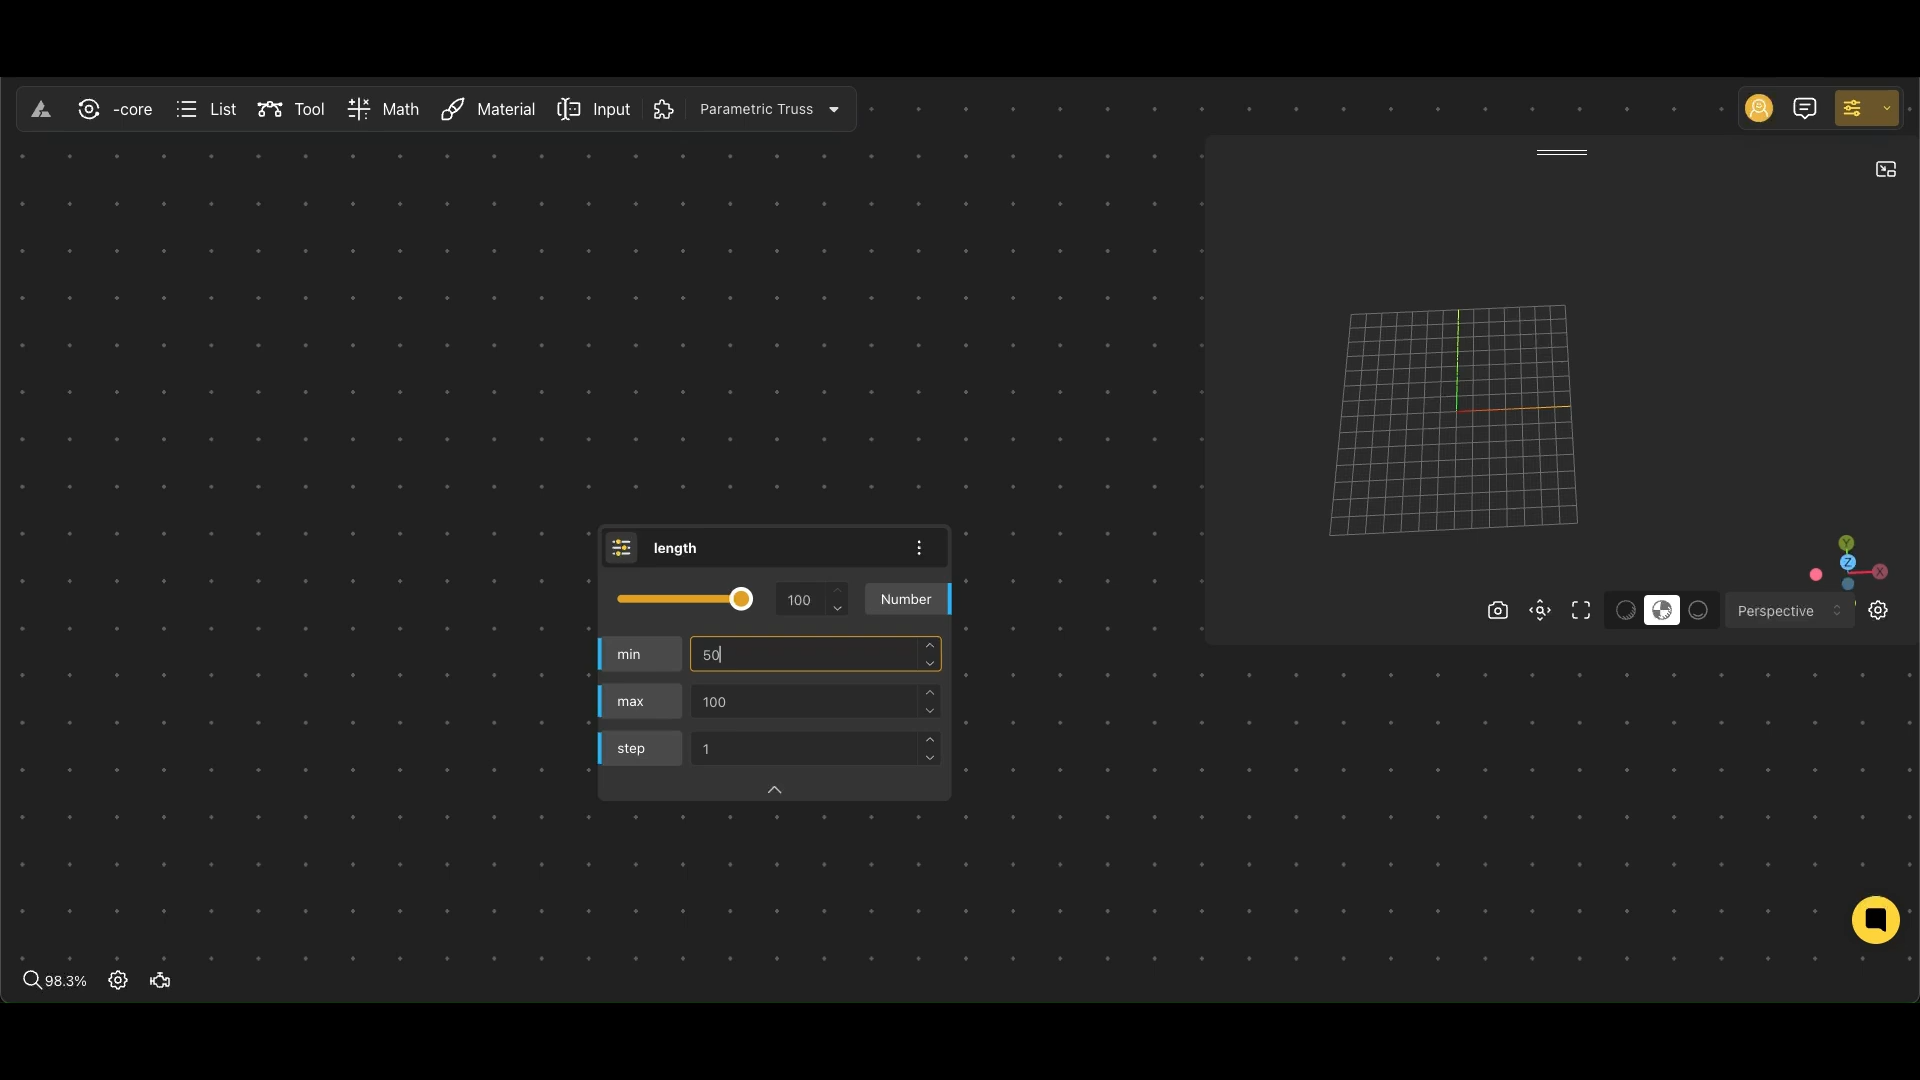 -core List Tool Math Material Input Parametric Truss
length
100 Number
min 50
max 100
step 1
Y
Z
X
Perspective
98.3%